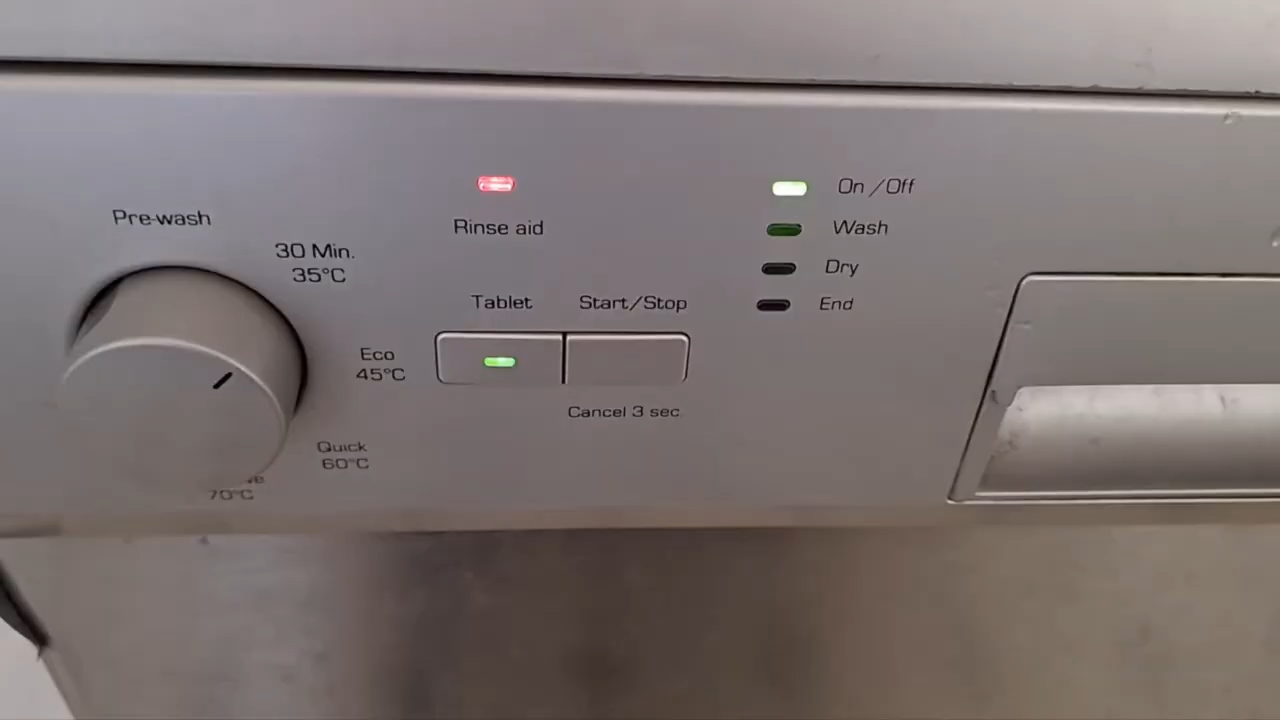 Pre-wash
30 Min.
35°C
Eco
45°C
Quick
60°C
70°C
Rinse aid
Tablet
Start/Stop
Cancel 3 sec.
On /Off
Wash
Dry
End